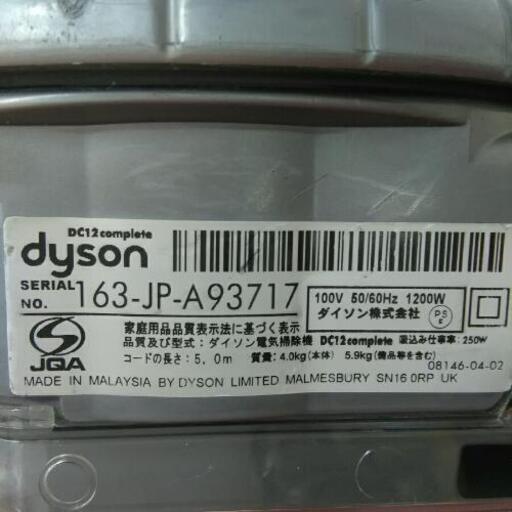 DC12complete
dyson
SERIAL NO. 163-JP-A93717
100V 50/60Hz 1200W
ダイソン株式会社
PS E
JQA
家庭用品品質表示法に基づく表示
品質及び型式：ダイソン電気掃除機 DC12complete 吸込み仕事率：250W
コードの長さ：5.0m 質量：4.0kg(本体) 5.9kg(備品等を含む)
08146-04-02
MADE IN MALAYSIA BY DYSON LIMITED MALMESBURY SN16 0RP UK